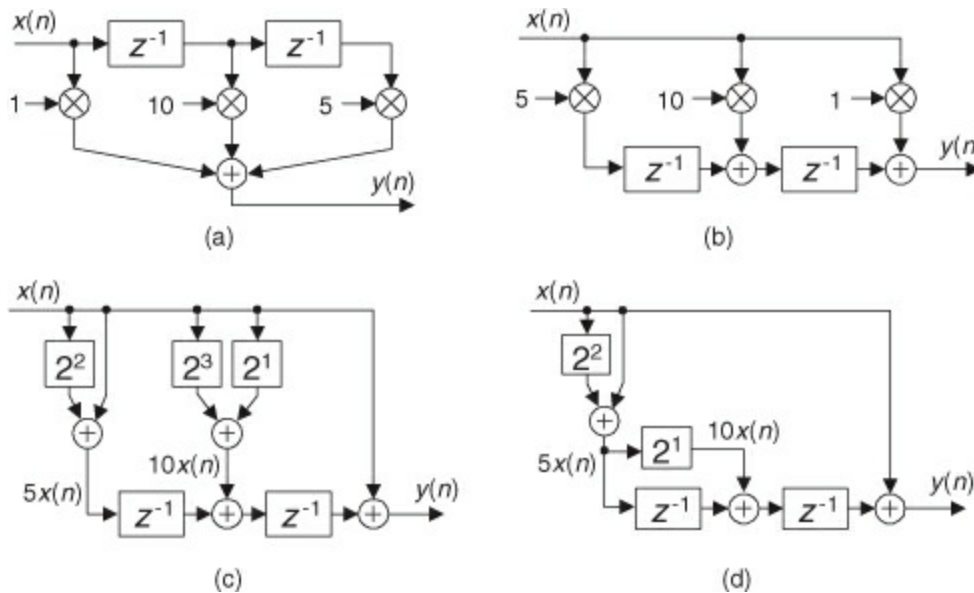 x(n)
z⁻¹
z⁻¹
1
10
5
y(n)
(a)
x(n)
5
10
1
z⁻¹
z⁻¹
y(n
(b)
x(n)
2²
2³
2¹
5x(n)
10x(n)
z⁻¹
z⁻¹
y(n)
(c)
x(n)
2²
5x(n)
2¹
10x(n)
z⁻¹
z⁻¹
y(n)
(d)